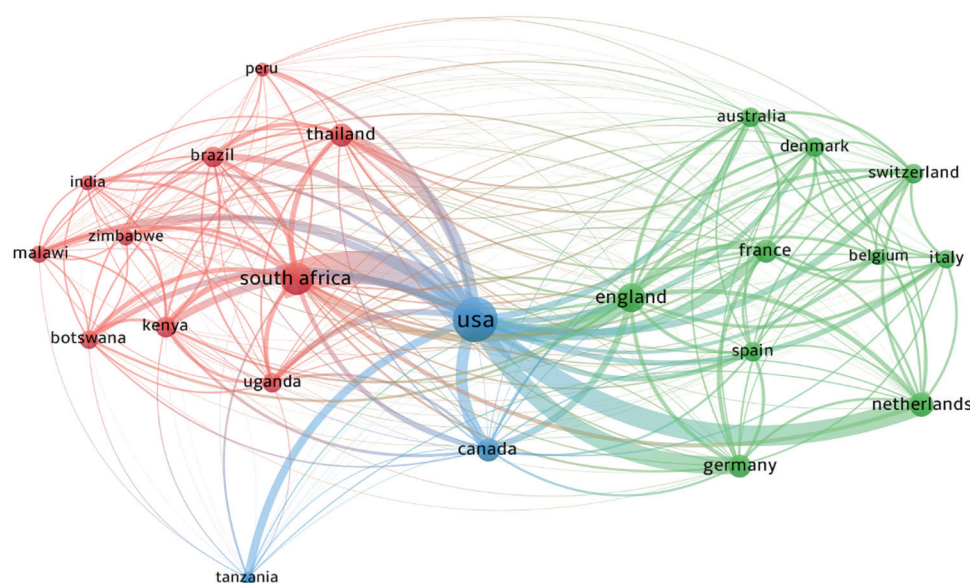 peru
thailand
brazil
india
zimbabwe
malawi
south africa
kenya
botswana
uganda
usa
canada
tanzania
australia
denmark
switzerland
france
belgium
italy
england
spain
netherlands
germany